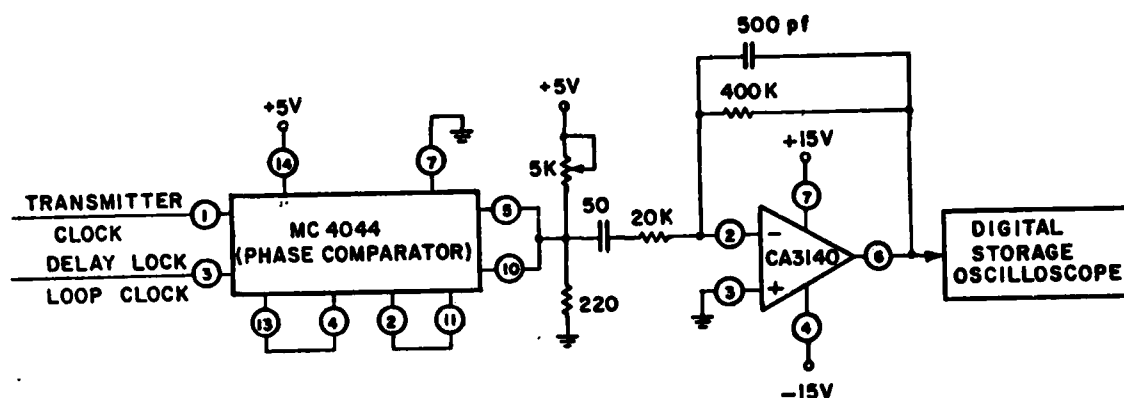 500 pf
400K
+5V
+5V
+15V
14
7
5K
7
TRANSMITTER
CLOCK
1
MC 4044
(PHASE COMPARATOR)
5
50
20K
2
−
CA3140
6
DIGITAL
STORAGE
OSCILLOSCOPE
DELAY LOCK
LOOP CLOCK
3
10
3
+
220
13
4
2
11
4
−15V